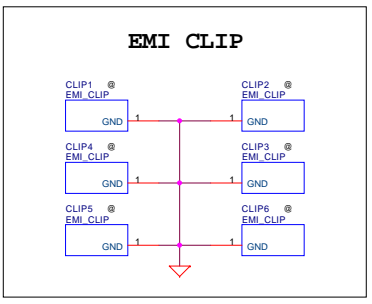 EMI CLIP
CLIP1 @
EMI_CLIP
GND 1
CLIP2 @
EMI_CLIP
1 GND
CLIP4 @
EMI_CLIP
GND 1
CLIP3 @
EMI_CLIP
1 GND
CLIP5 @
EMI_CLIP
GND 1
CLIP6 @
EMI_CLIP
1 GND